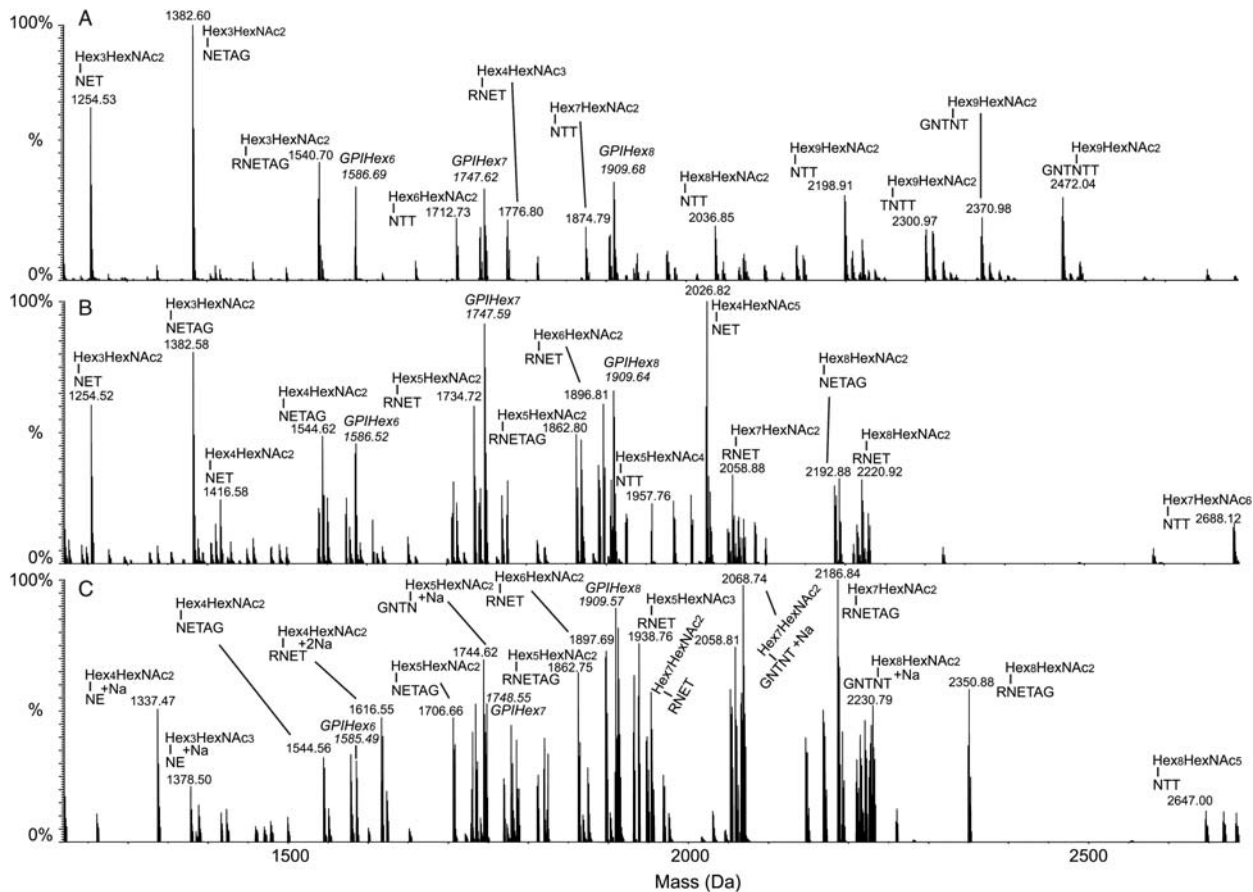 A
100%
%
0%
Hex3HexNAc2
NET
1254.53
1382.60
Hex3HexNAc2
NETAG
Hex3HexNAc2
RNETAG
1540.70
GPIHex6
1586.69
Hex6HexNAc2
NTT
1712.73
GPIHex7
1747.62
Hex4HexNAc3
RNET
1776.80
Hex7HexNAc2
NTT
1874.79
GPIHex8
1909.68
Hex8HexNAc2
NTT
2036.85
Hex9HexNAc2
NTT
2198.91
Hex9HexNAc2
TNTT
2300.97
Hex9HexNAc2
GNTNT
2370.98
Hex9HexNAc2
GNTNTT
2472.04
B
100%
%
0%
Hex3HexNAc2
NET
1254.52
Hex3HexNAc2
NETAG
1382.58
Hex4HexNAc2
NET
1416.58
Hex4HexNAc2
NETAG
1544.62
GPIHex6
1586.52
Hex5HexNAc2
RNET
1734.72
GPIHex7
1747.59
Hex5HexNAc2
RNETAG
1862.80
Hex6HexNAc2
RNET
1896.81
GPIHex8
1909.64
Hex5HexNAc4
NTT
1957.76
2026.82
Hex4HexNAc5
NET
Hex7HexNAc2
RNET
2058.88
Hex8HexNAc2
NETAG
2192.88
Hex8HexNAc2
RNET
2220.92
Hex7HexNAc6
NTT
2688.12
C
100%
%
0%
Hex4HexNAc2
+Na
NE
1337.47
Hex3HexNAc3
+Na
NE
1378.50
Hex4HexNAc2
NETAG
1544.56
GPIHex6
1585.49
Hex4HexNAc2
+2Na
RNET
1616.55
Hex5HexNAc2
NETAG
1706.66
Hex5HexNAc2
+Na
GNTN
1744.62
1748.55
GPIHex7
Hex5HexNAc2
RNETAG
1862.75
Hex6HexNAc2
RNET
1897.69
GPIHex8
1909.57
Hex5HexNAc3
RNET
1938.76
Hex7HexNAc2
RNET
2058.81
2068.74
Hex7HexNAc2
GNTNT +Na
2186.84
Hex7HexNAc2
RNETAG
Hex8HexNAc2
+Na
GNTNT
2230.79
2350.88
Hex8HexNAc2
RNETAG
Hex8HexNAc5
NTT
2647.00
1500
2000
2500
Mass (Da)